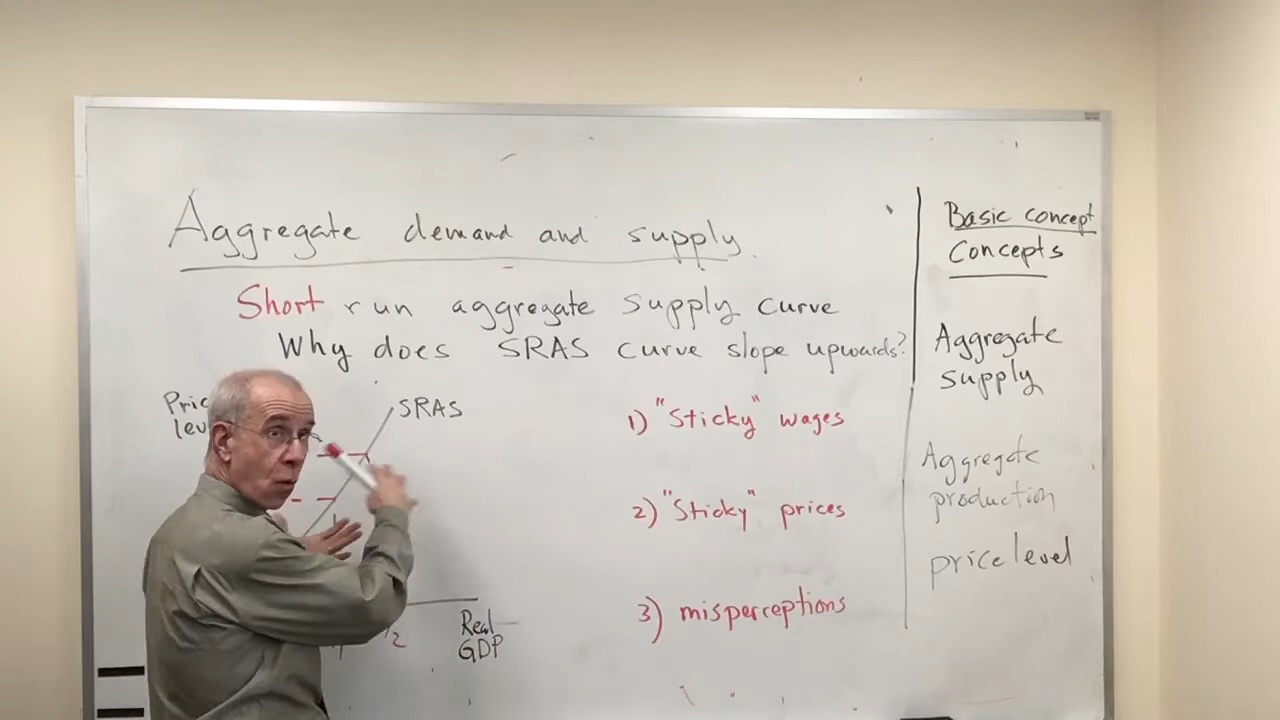 Aggregate demand and supply
Short run aggregate supply curve
Why does SRAS curve slope upwards?
SRAS
Real
GDP
2
1) "Sticky" wages
2) "Sticky" prices
3) misperceptions
Basic concept
Concepts
Aggregate
supply
Aggregate
production
price level